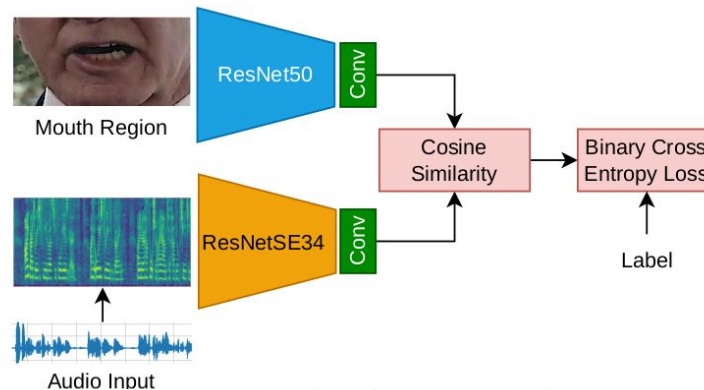 ResNet50
Conv
Mouth Region
Cosine
Similarity
Binary Cross
Entropy Loss
ResNetSE34
Conv
Label
Audio Input